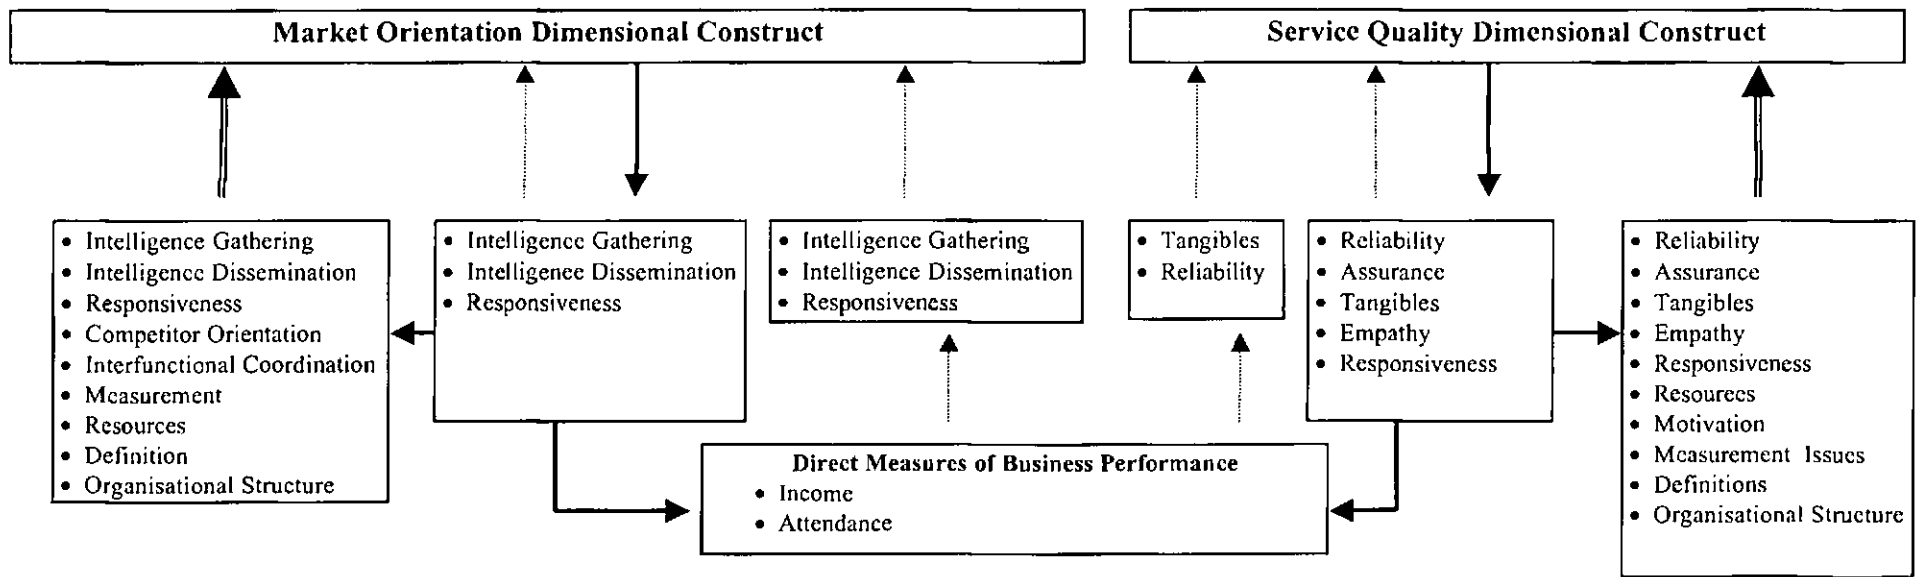 Market Orientation Dimensional Construct
Service Quality Dimensional Construct
• Intelligence Gathering
• Intelligence Dissemination
• Responsiveness
• Competitor Orientation
• Interfunctional Coordination
• Measurement
• Resources
• Definition
• Organisational Structure
• Intelligence Gathering
• Intelligence Dissemination
• Responsiveness
• Intelligence Gathering
• Intelligence Dissemination
• Responsiveness
• Tangibles
• Reliability
• Reliability
• Assurance
• Tangibles
• Empathy
• Responsiveness
• Reliability
• Assurance
• Tangibles
• Empathy
• Responsiveness
• Resources
• Motivation
• Measurement Issues
• Definitions
• Organisational Structure
Direct Measures of Business Performance
• Income
• Attendance